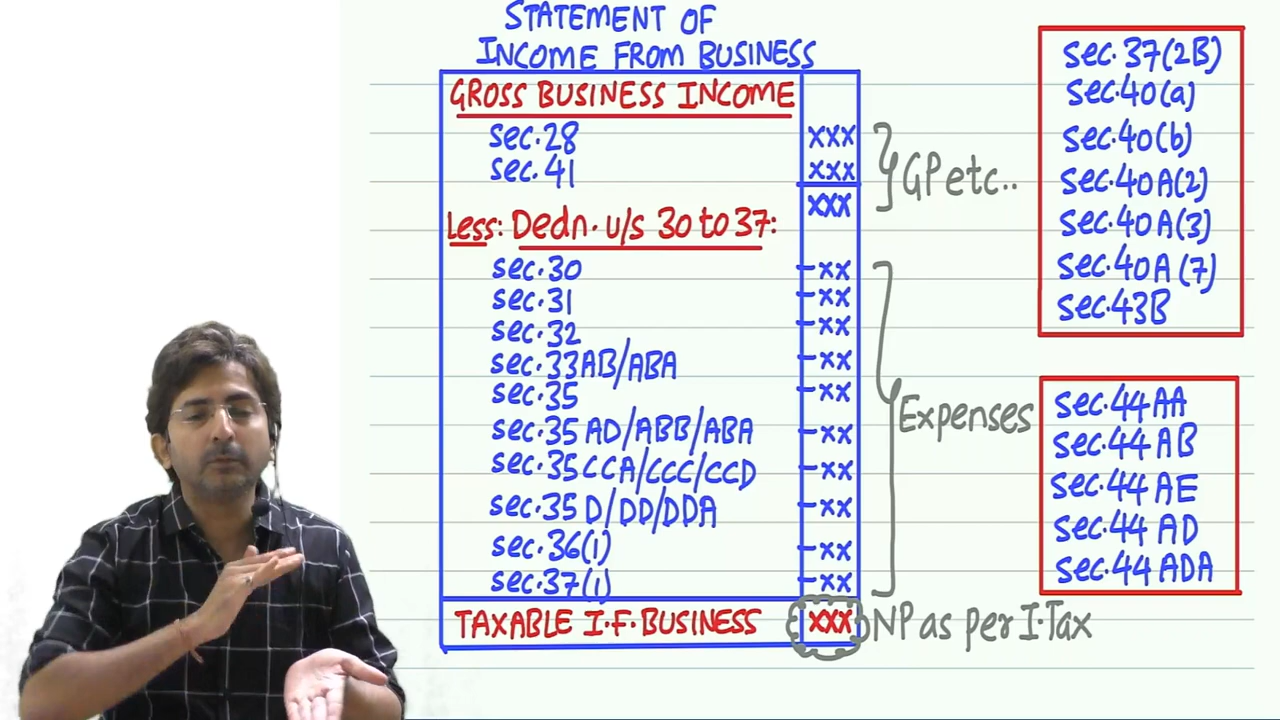 STATEMENT OF
INCOME FROM BUSINESS
GROSS BUSINESS INCOME
sec.28 xxx
sec.41 xxx
xxx
GP etc..
Less: Dedn. u/s 30 to 37:
sec.30 -xx
sec.31 -xx
sec.32 -xx
sec.33AB/ABA -xx
sec.35 -xx
sec.35 AD/ABB/ABA -xx
sec.35 CCA/CCC/CCD -xx
sec.35 D/DD/DDA -xx
sec.36(1) -xx
sec.37(1) -xx
Expenses
TAXABLE I.F. BUSINESS xxx NP as per I.Tax
sec.37(2B)
sec.40(a)
sec.40(b)
sec.40A(2)
sec.40A(3)
sec.40A(7)
sec.43B
sec.44AA
sec.44AB
sec.44AE
sec.44AD
sec.44ADA